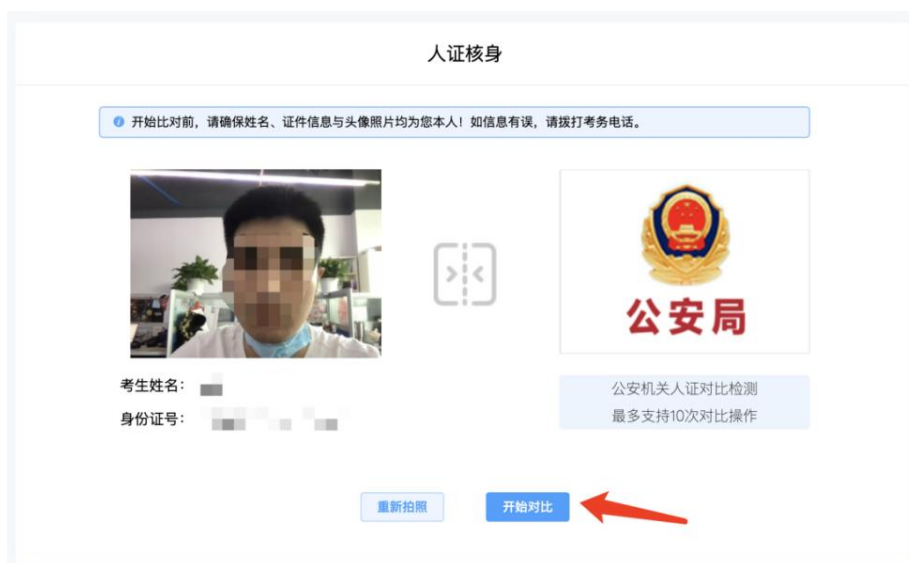 人证核身
开始比对前，请确保姓名、证件信息与头像照片均为您本人！如信息有误，请拨打考务电话。
公安局
考生姓名：
身份证号：
公安机关人证对比检测
最多支持10次对比操作
重新拍照
开始对比